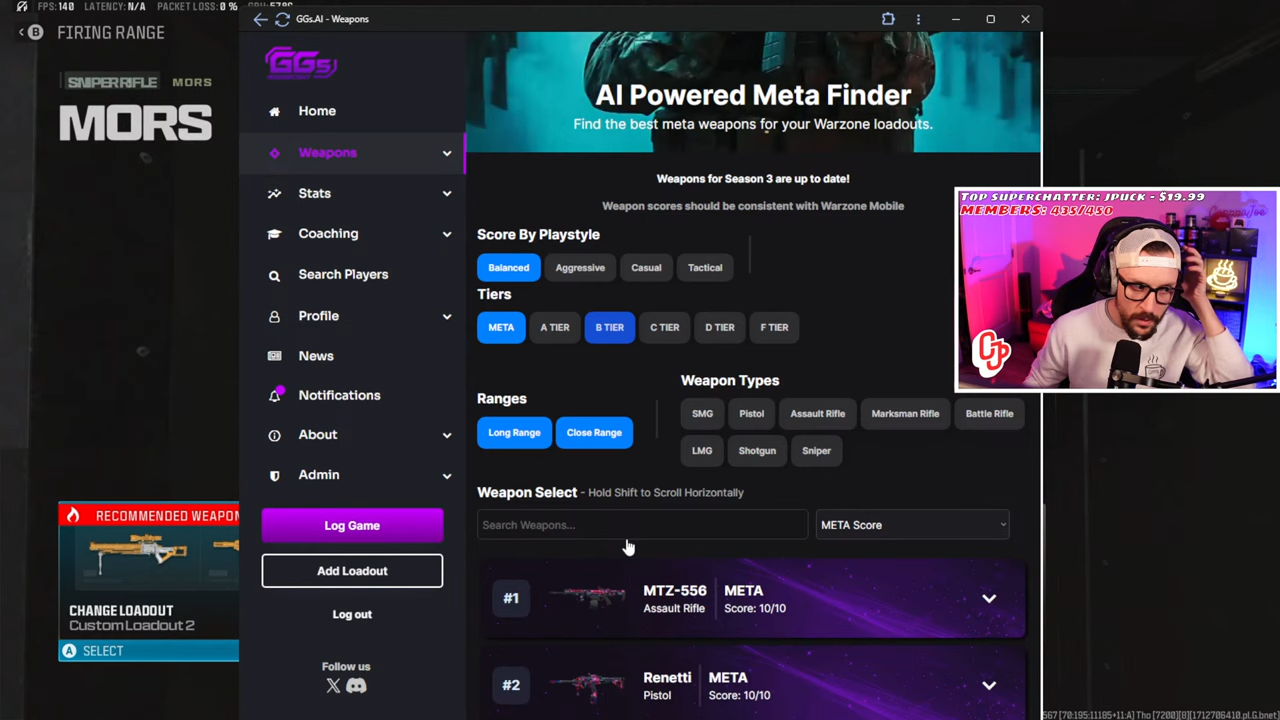 FPS:140 LATENCY:N/A PACKET LOSS: 0%
B FIRING RANGE
SNIPER RIFLE MORS
MORS
RECOMMENDED WEAPON
CHANGE LOADOUT
Custom Loadout 2
A SELECT
GGs.AI - Weapons
GGs
Home
Weapons
Stats
Coaching
Search Players
Profile
News
Notifications
About
Admin
Log Game
Add Loadout
Log out
Follow us
AI Powered Meta Finder
Find the best meta weapons for your Warzone loadouts.
Weapons for Season 3 are up to date!
Weapon scores should be consistent with Warzone Mobile
Score By Playstyle
Balanced Aggressive Casual Tactical
Tiers
META A TIER B TIER C TIER D TIER F TIER
Ranges
Long Range Close Range
Weapon Types
SMG Pistol Assault Rifle Marksman Rifle Battle Rifle
LMG Shotgun Sniper
Weapon Select - Hold Shift to Scroll Horizontally
Search Weapons... META Score
#1 MTZ-556 META
Assault Rifle Score: 10/10
#2 Renetti META
Pistol Score: 10/10
TOP SUPERCHATTER: JPUCK - $19.99
MEMBERS: 435/450
CJP